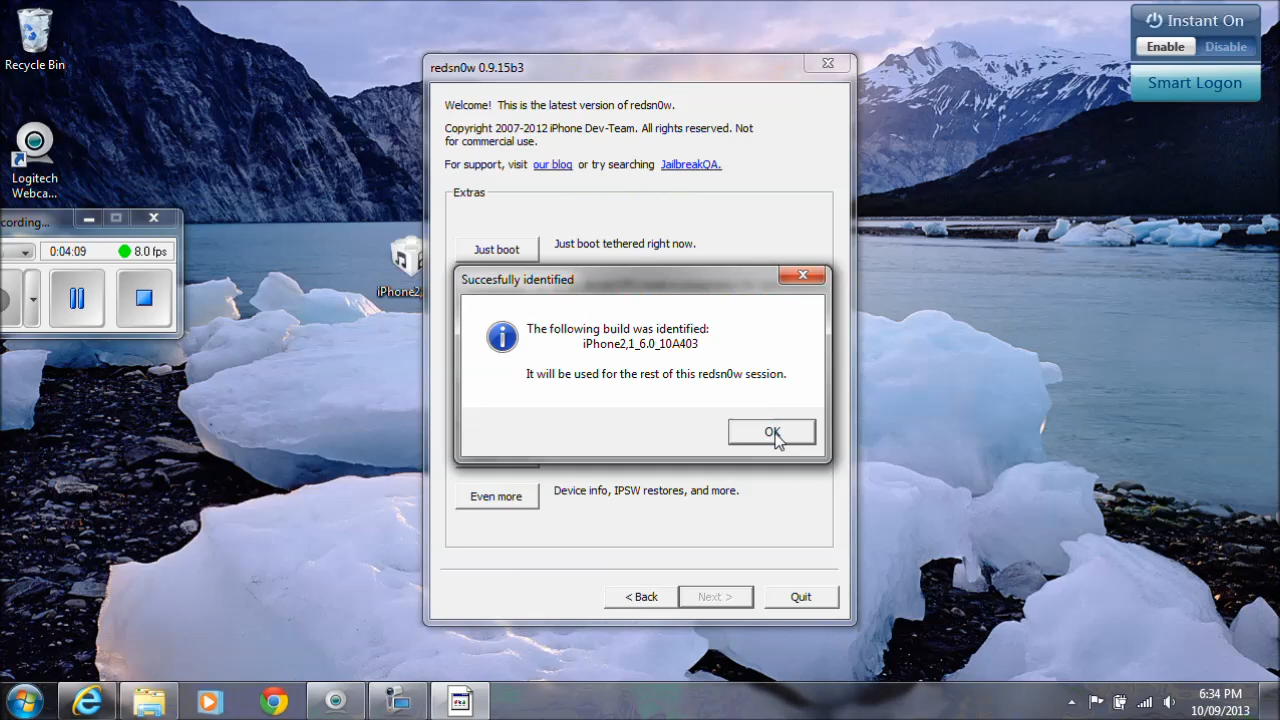 Recycle Bin
Logitech
Webca...
cording...
0:04:09
8.0 fps
iPhone2,
redsn0w 0.9.15b3
Welcome! This is the latest version of redsn0w.
Copyright 2007-2012 iPhone Dev-Team. All rights reserved. Not
for commercial use.
For support, visit our blog or try searching JailbreakQA.
Extras
Just boot
Just boot tethered right now.
Succesfully identified
The following build was identified:
iPhone2,1_6.0_10A403
It will be used for the rest of this redsn0w session.
OK
Even more
Device info, IPSW restores, and more.
< Back
Next >
Quit
Instant On
Enable
Disable
Smart Logon
6:34 PM
10/09/2013